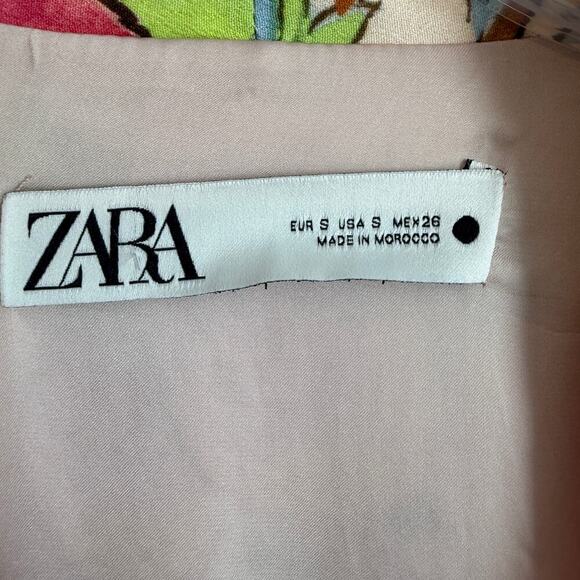 ZARA
EUR S USA S MEX 26
MADE IN MOROCCO